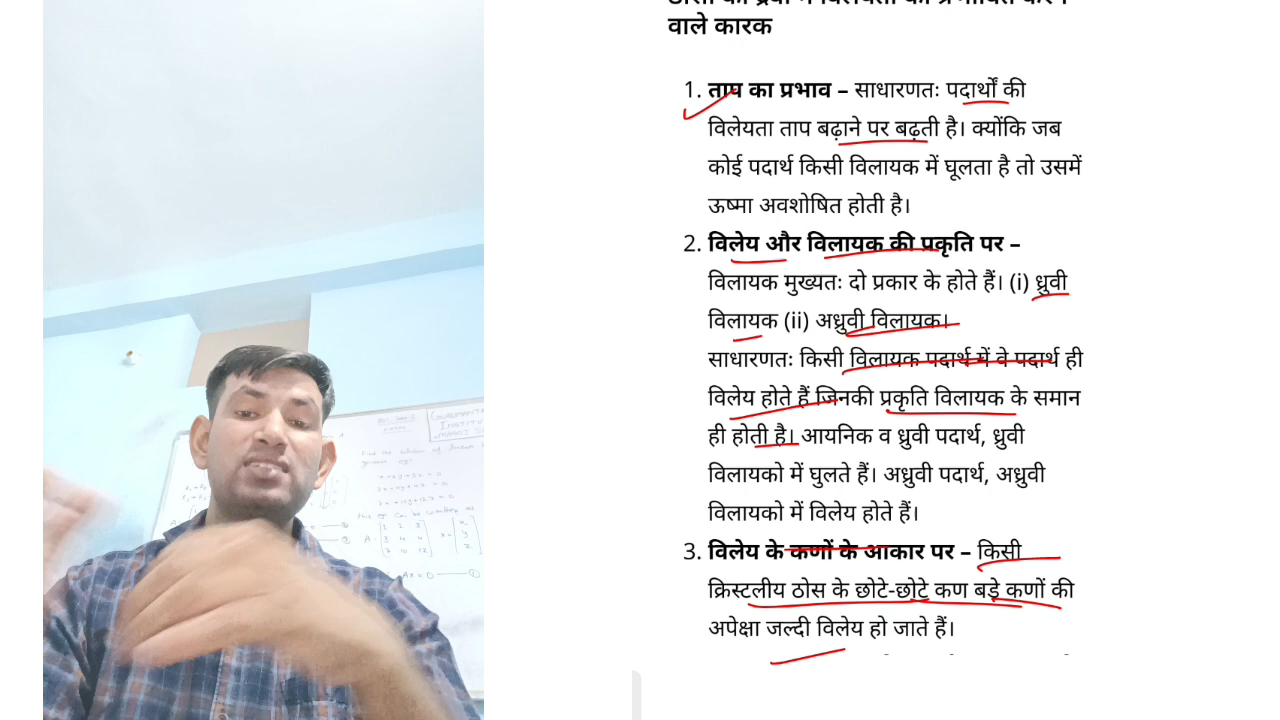 वाले कारक
1. ताप का प्रभाव – साधारणतः पदार्थों की
विलेयता ताप बढ़ाने पर बढ़ती है। क्योंकि जब
कोई पदार्थ किसी विलायक में घूलता है तो उसमें
ऊष्मा अवशोषित होती है।
2. विलेय और विलायक की प्रकृति पर –
विलायक मुख्यतः दो प्रकार के होते हैं। (i) ध्रुवी
विलायक (ii) अध्रुवी विलायक।
साधारणतः किसी विलायक पदार्थ में वे पदार्थ ही
विलेय होते हैं जिनकी प्रकृति विलायक के समान
ही होती है। आयनिक व ध्रुवी पदार्थ, ध्रुवी
विलायको में घुलते हैं। अध्रुवी पदार्थ, अध्रुवी
विलायको में विलेय होते हैं।
3. विलेय के कणों के आकार पर – किसी
क्रिस्टलीय ठोस के छोटे-छोटे कण बड़े कणों की
अपेक्षा जल्दी विलेय हो जाते हैं।